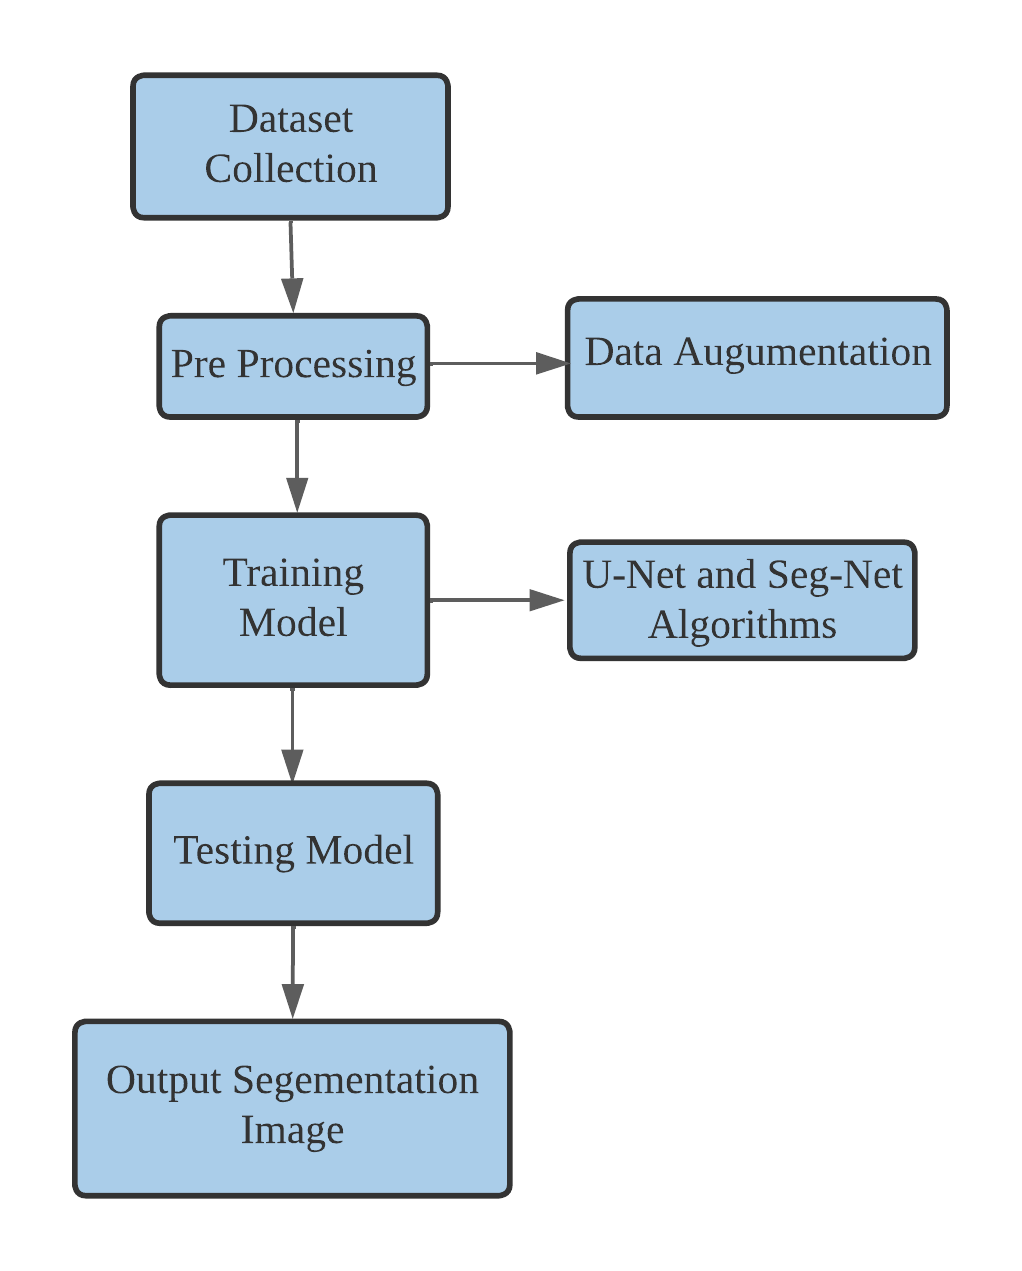 Dataset
Collection
Pre Processing
Data Augumentation
Training
Model
U-Net and Seg-Net
Algorithms
Testing Model
Output Segementation
Image